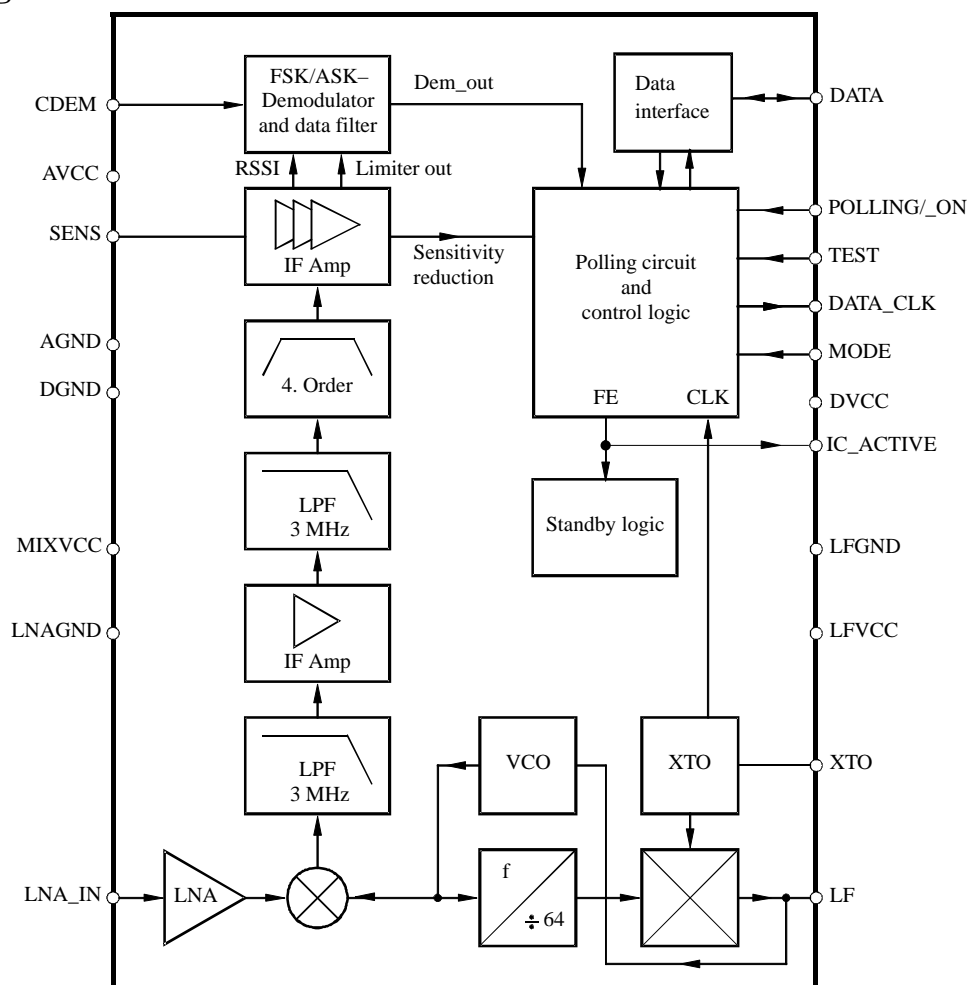 FSK/ASK–
Demodulator
and data filter
Dem_out
Data
interface
CDEM
DATA
RSSI
Limiter out
AVCC
POLLING/_ON
SENS
IF Amp
Sensitivity
reduction
Polling circuit
and
control logic
TEST
DATA_CLK
AGND
MODE
4. Order
DGND
FE
CLK
DVCC
IC_ACTIVE
LPF
3 MHz
Standby logic
MIXVCC
LFGND
LNAGND
IF Amp
LFVCC
LPF
3 MHz
VCO
XTO
XTO
LNA_IN
LNA
f
÷ 64
LF